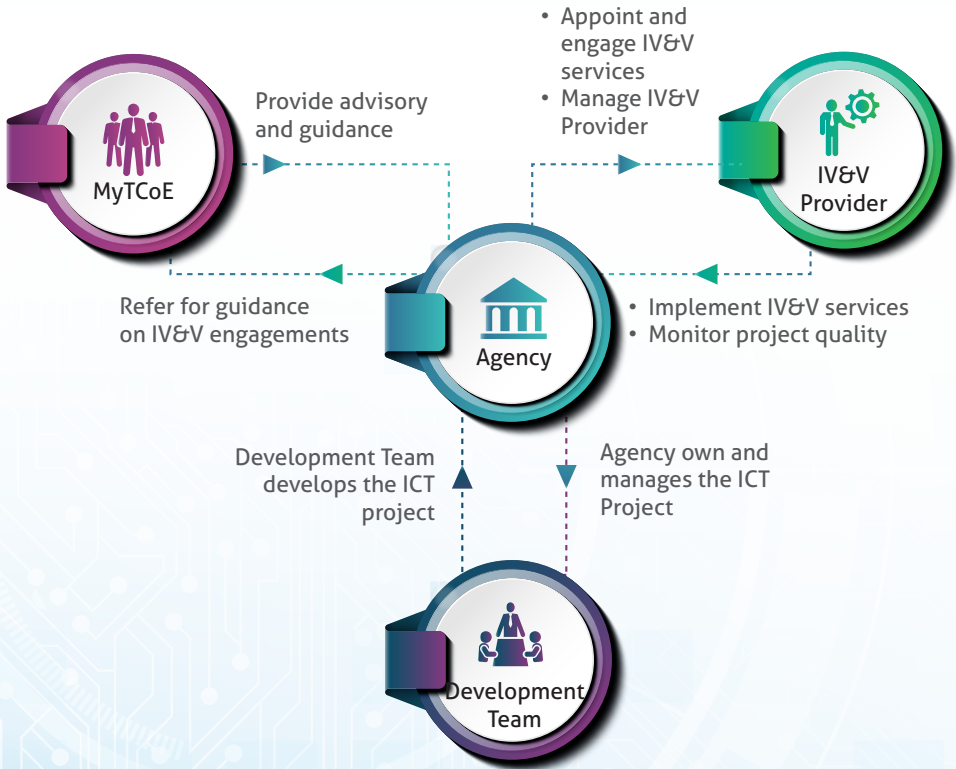 • Appoint and
engage IV&V
services
• Manage IV&V
Provider
Provide advisory
and guidance
MyTCoE
IV&V
Provider
Refer for guidance
on IV&V engagements
• Implement IV&V services
• Monitor project quality
Agency
Development Team
develops the ICT
project
Agency own and
manages the ICT
Project
Development
Team